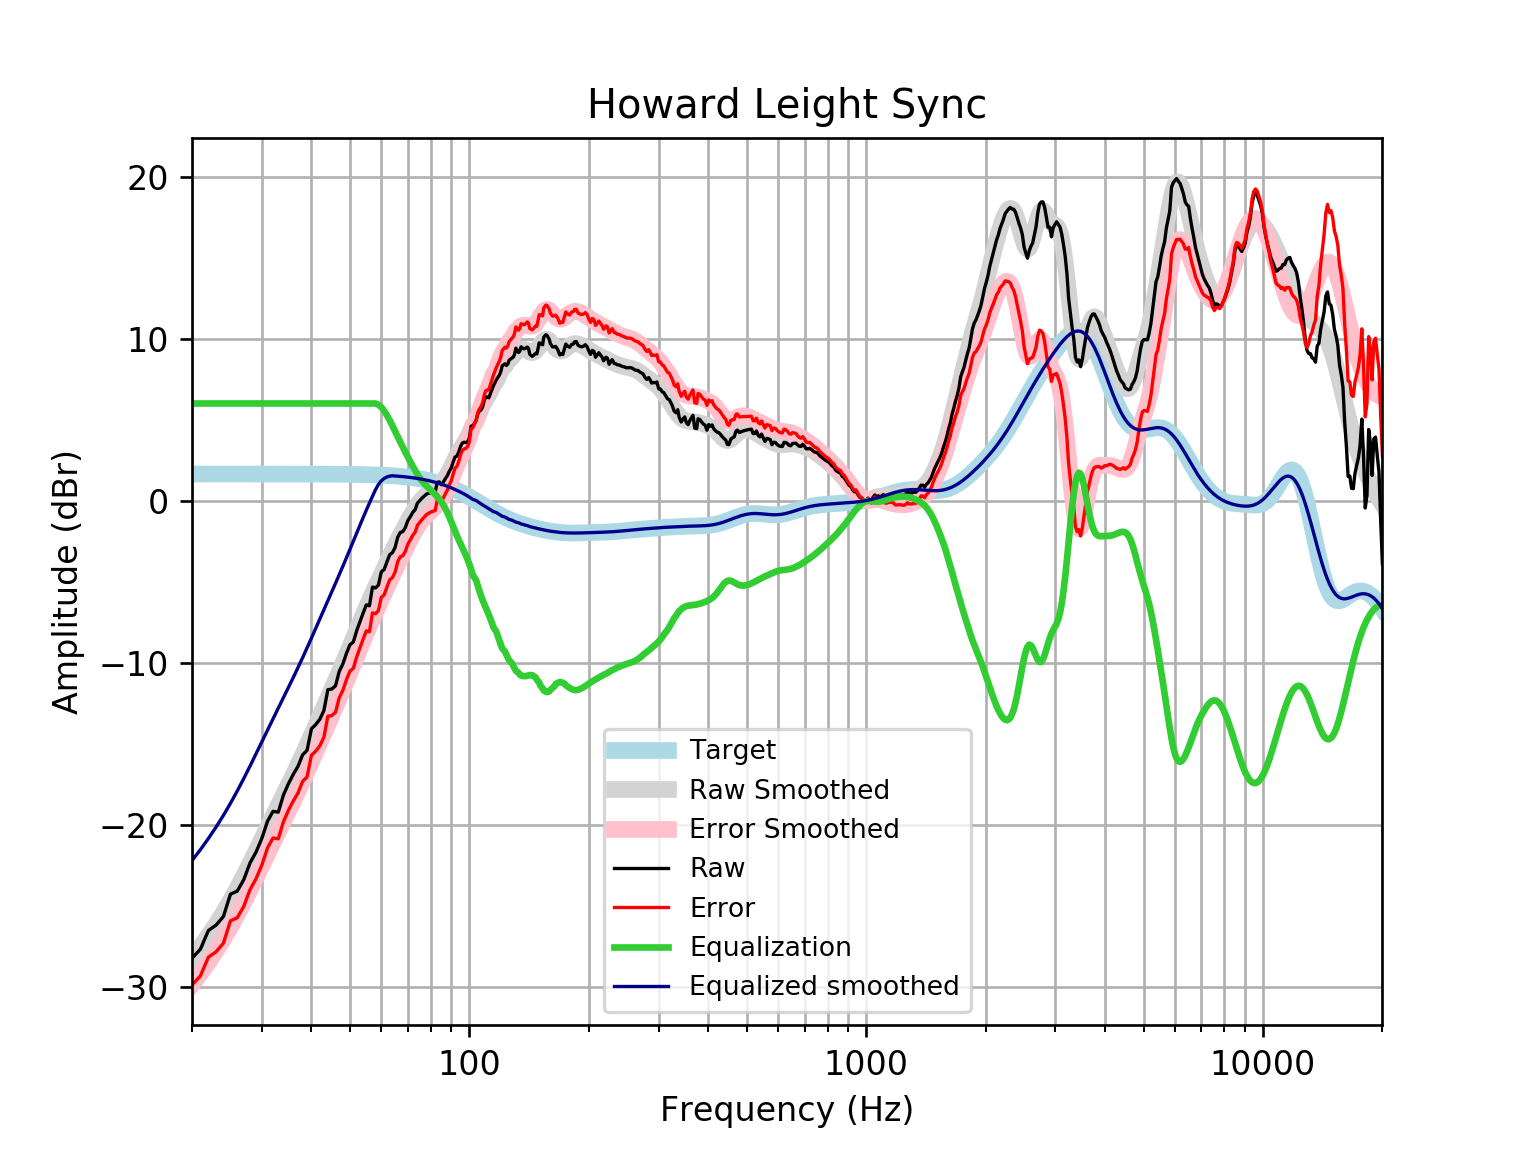 Howard Leight Sync
20
10
0
−10
−20
−30
Amplitude (dBr)
Target
Raw Smoothed
Error Smoothed
Raw
Error
Equalization
Equalized smoothed
100
1000
10000
Frequency (Hz)